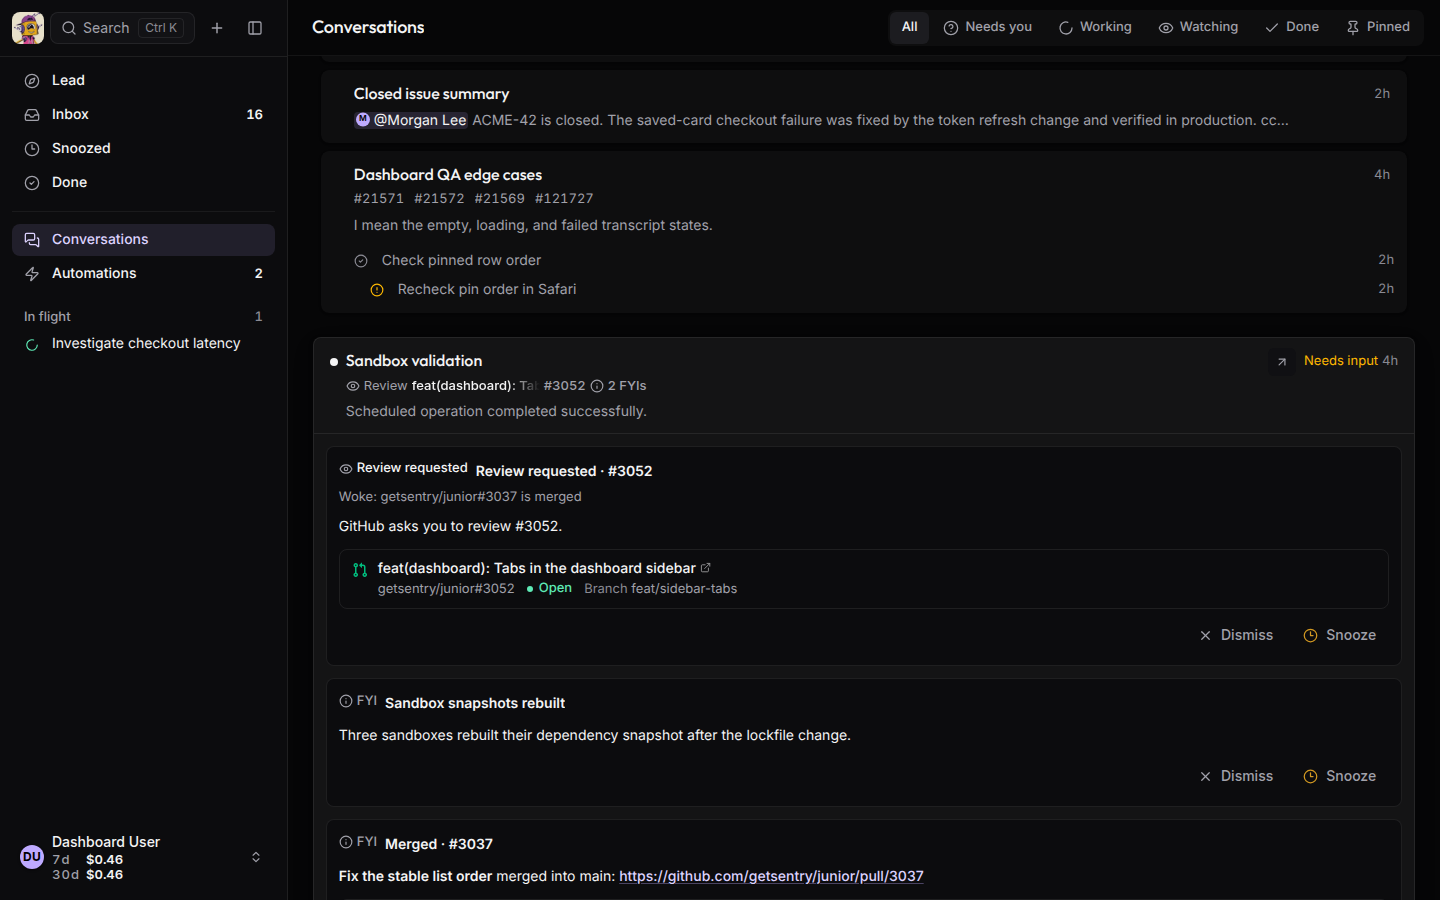 Search Ctrl K
Lead
Inbox 16
Snoozed
Done
Conversations
Automations 2
In flight 1
Investigate checkout latency
DU
Dashboard User
7d $0.46
30d $0.46
Conversations
All
Needs you
Working
Watching
Done
Pinned
Closed issue summary 2h
M @Morgan Lee ACME-42 is closed. The saved-card checkout failure was fixed by the token refresh change and verified in production. cc...
Dashboard QA edge cases 4h
#21571 #21572 #21569 #121727
I mean the empty, loading, and failed transcript states.
Check pinned row order 2h
Recheck pin order in Safari 2h
Sandbox validation Needs input 4h
Review feat(dashboard): Ta #3052 2 FYIs
Scheduled operation completed successfully.
Review requested Review requested · #3052
Woke: getsentry/junior#3037 is merged
GitHub asks you to review #3052.
feat(dashboard): Tabs in the dashboard sidebar
getsentry/junior#3052 Open Branch feat/sidebar-tabs
Dismiss Snooze
FYI Sandbox snapshots rebuilt
Three sandboxes rebuilt their dependency snapshot after the lockfile change.
Dismiss Snooze
FYI Merged · #3037
Fix the stable list order merged into main: https://github.com/getsentry/junior/pull/3037